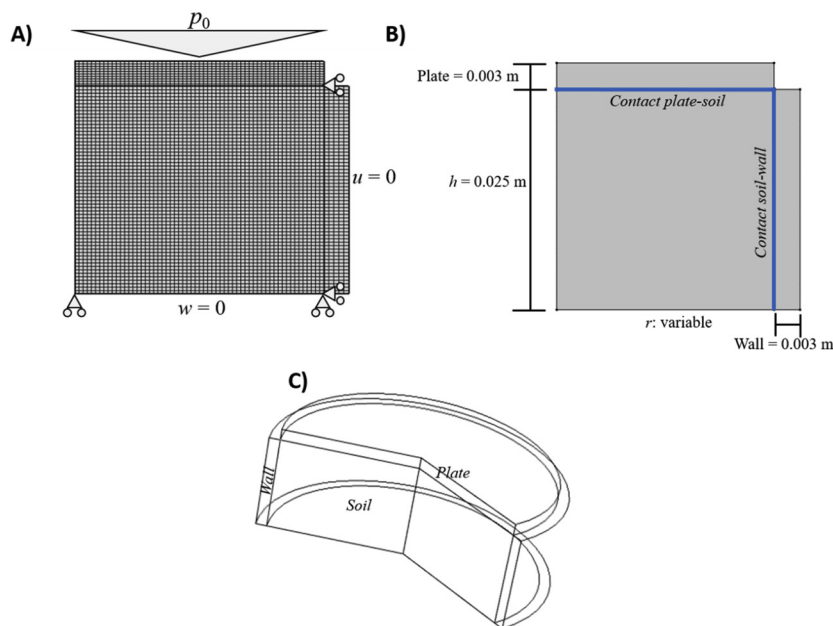 A)
p₀
u = 0
w = 0
B)
Plate = 0.003 m
Contact plate-soil
h = 0.025 m
Contact soil-wall
r: variable
Wall = 0.003 m
C)
Plate
Wall
Soil